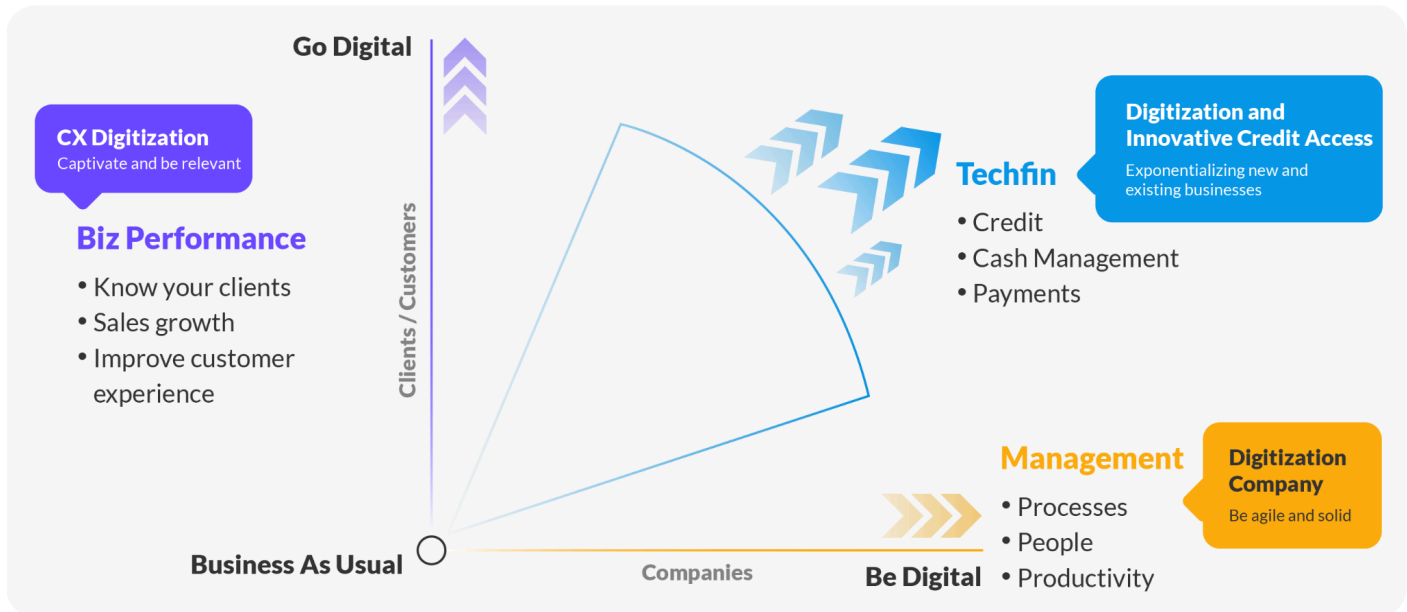 Go Digital
CX Digitization
Captivate and be relevant
Biz Performance
• Know your clients
• Sales growth
• Improve customer
experience
Clients / Customers
Digitization and
Innovative Credit Access
Exponentializing new and
existing businesses
Techfin
• Credit
• Cash Management
• Payments
Management
• Processes
• People
• Productivity
Digitization
Company
Be agile and solid
Business As Usual
Companies
Be Digital